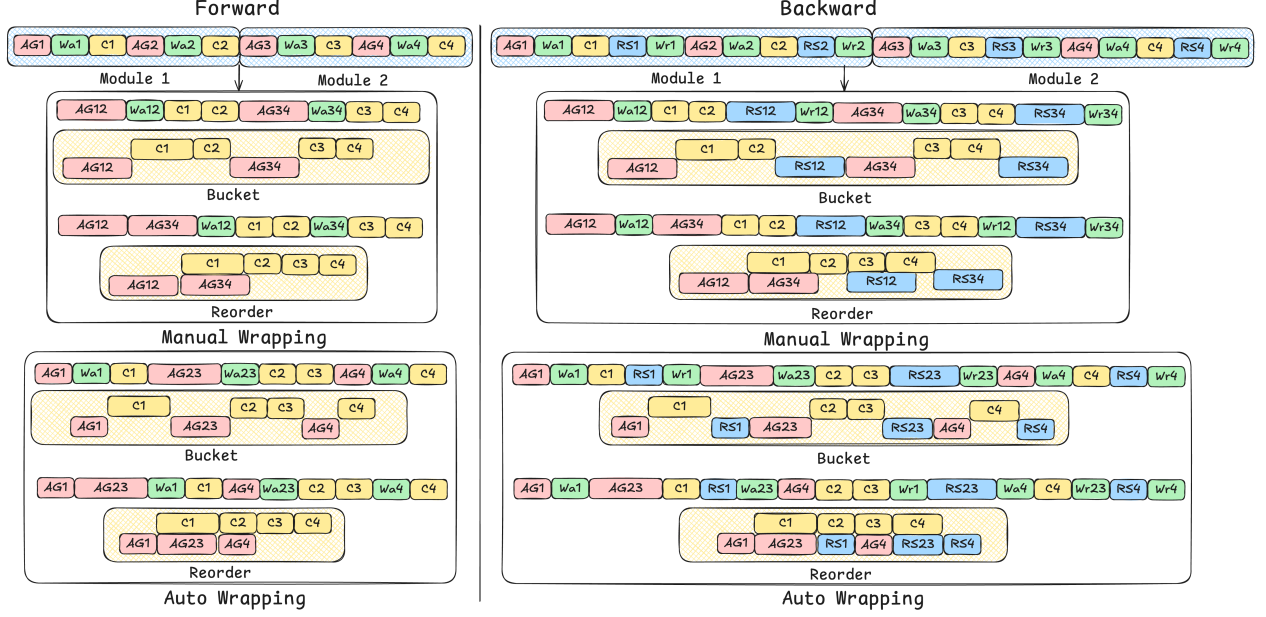 Forward
AG1 Wa1 C1 AG2 Wa2 C2 AG3 Wa3 C3 AG4 Wa4 C4
Module 1 Module 2
AG12 Wa12 C1 C2 AG34 Wa34 C3 C4
C1 C2 C3 C4
AG12 AG34
Bucket
AG12 AG34 Wa12 C1 C2 Wa34 C3 C4
C1 C2 C3 C4
AG12 AG34
Reorder
Manual Wrapping
AG1 Wa1 C1 AG23 Wa23 C2 C3 AG4 Wa4 C4
C1 C2 C3 C4
AG1 AG23 AG4
Bucket
AG1 AG23 Wa1 C1 AG4 Wa23 C2 C3 Wa4 C4
C1 C2 C3 C4
AG1 AG23 AG4
Reorder
Auto Wrapping
Backward
AG1 Wa1 C1 RS1 Wr1 AG2 Wa2 C2 RS2 Wr2 AG3 Wa3 C3 RS3 Wr3 AG4 Wa4 C4 RS4 Wr4
Module 1 Module 2
AG12 Wa12 C1 C2 RS12 Wr12 AG34 Wa34 C3 C4 RS34 Wr34
C1 C2 C3 C4
AG12 RS12 AG34 RS34
Bucket
AG12 Wa12 AG34 C1 C2 RS12 Wa34 C3 C4 Wr12 RS34 Wr34
C1 C2 C3 C4
AG12 AG34 RS12 RS34
Reorder
Manual Wrapping
AG1 Wa1 C1 RS1 Wr1 AG23 Wa23 C2 C3 RS23 Wr23 AG4 Wa4 C4 RS4 Wr4
C1 C2 C3 C4
AG1 RS1 AG23 RS23 AG4 RS4
Bucket
AG1 Wa1 AG23 C1 RS1 Wa23 AG4 C2 C3 Wr1 RS23 Wa4 C4 Wr23 RS4 Wr4
C1 C2 C3 C4
AG1 AG23 RS1 AG4 RS23 RS4
Reorder
Auto Wrapping